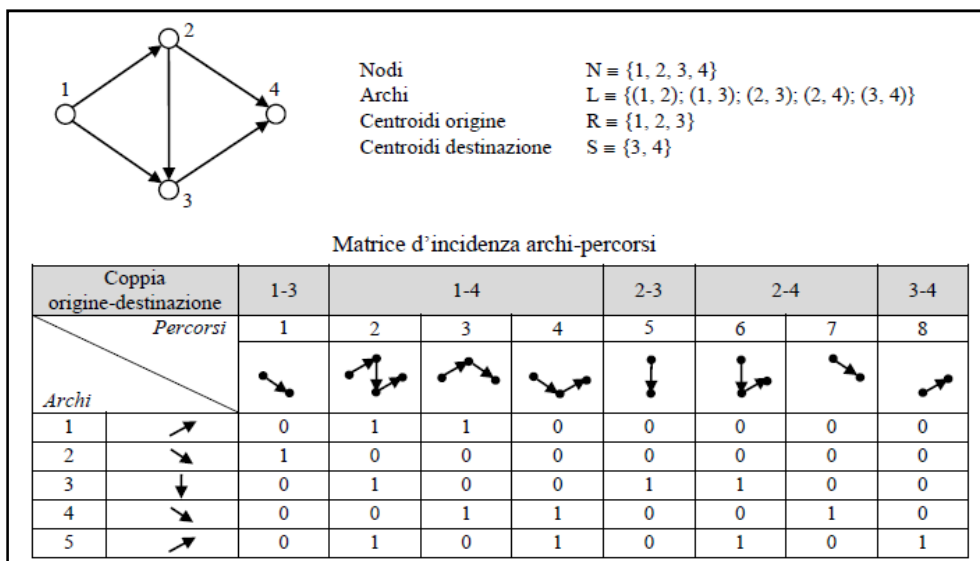 2
1
4
3
Nodi N ≡ {1, 2, 3, 4}
Archi L ≡ {(1, 2); (1, 3); (2, 3); (2, 4); (3, 4)}
Centroidi origine R ≡ {1, 2, 3}
Centroidi destinazione S ≡ {3, 4}
Matrice d'incidenza archi-percorsi
Coppia
origine-destinazione 1-3 1-4 2-3 2-4 3-4
Percorsi 1 2 3 4 5 6 7 8
Archi
1 0 1 1 0 0 0 0 0
2 1 0 0 0 0 0 0 0
3 0 1 0 0 1 1 0 0
4 0 0 1 1 0 0 1 0
5 0 1 0 1 0 1 0 1